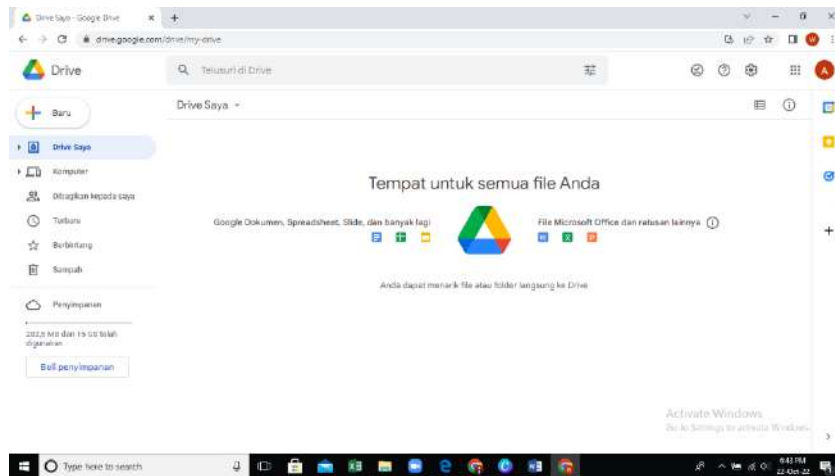 Drive Saya - Google Drive
drive.google.com/drive/my-drive
Drive
Telusuri di Drive
A
Baru
Drive Saya
Drive Saya
Komputer
Dibagikan kepada saya
Terbaru
Berbintang
Sampah
Penyimpanan
dari 15 GB telah
digunakan
Beli penyimpanan
Tempat untuk semua file Anda
Google Dokumen, Spreadsheet, Slide, dan banyak lagi
File Microsoft Office dan ratusan lainnya
Anda dapat menarik file atau folder langsung ke Drive
Activate Windows
Go to Settings to activate Windows.
Type here to search
6:43 PM
22-Oct-22